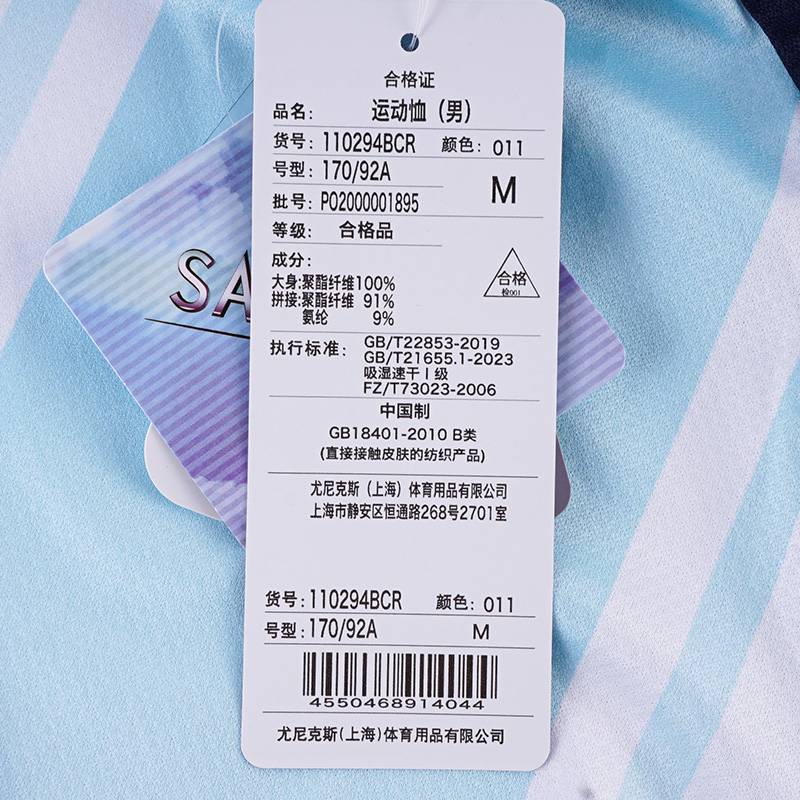 合格证
品名： 运动恤（男）
货号：110294BCR 颜色：011
号型：170/92A
M
批号：PO2000001895
等级： 合格品
成分：
大身:聚酯纤维100%
拼接:聚酯纤维 91%
氨纶 9%
合格
检001
执行标准： GB/T22853-2019
GB/T21655.1-2023
吸湿速干Ⅰ级
FZ/T73023-2006
中国制
GB18401-2010 B类
(直接接触皮肤的纺织产品)
尤尼克斯（上海）体育用品有限公司
上海市静安区恒通路268号2701室
货号：110294BCR 颜色：011
号型：170/92A M
4550468914044
尤尼克斯(上海)体育用品有限公司
SA